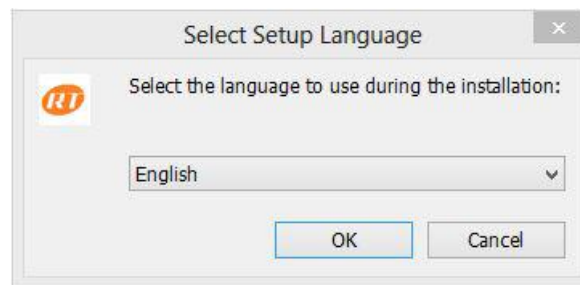 Select Setup Language
RT
Select the language to use during the installation:
English
OK
Cancel